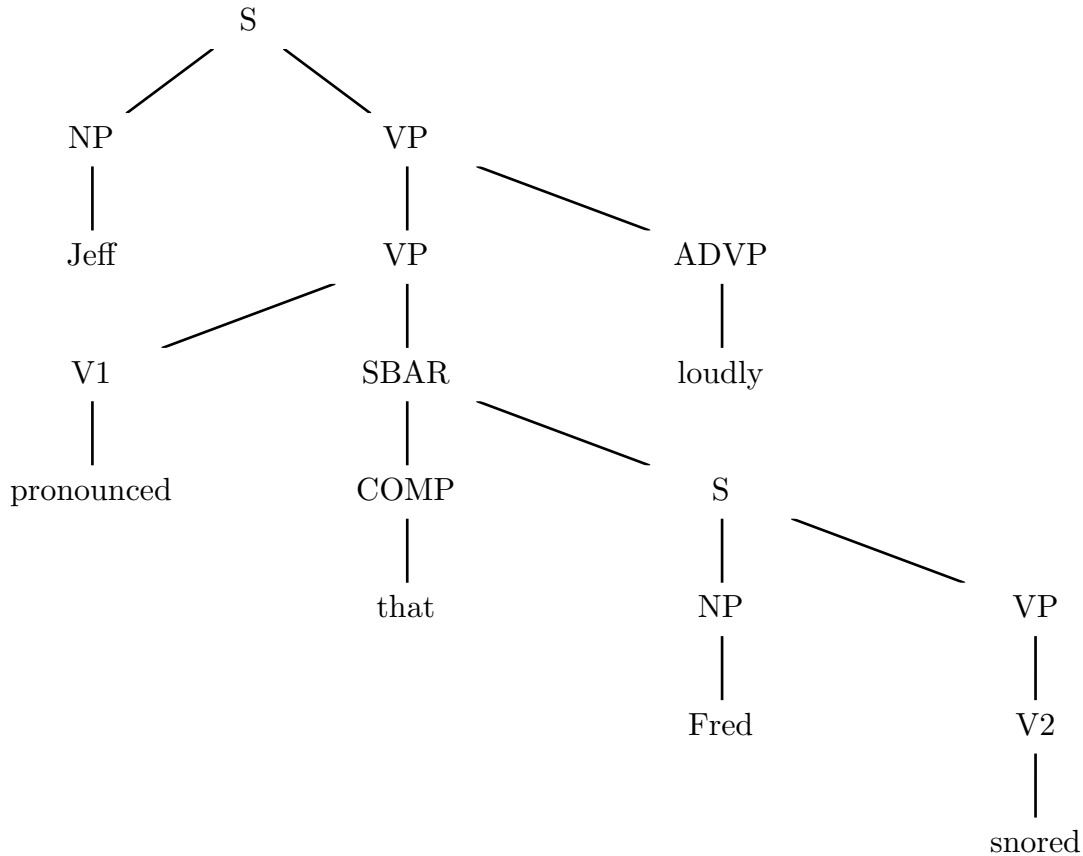 S
NP VP
Jeff VP ADVP
V1 SBAR loudly
pronounced COMP S
that NP VP
Fred V2
snored